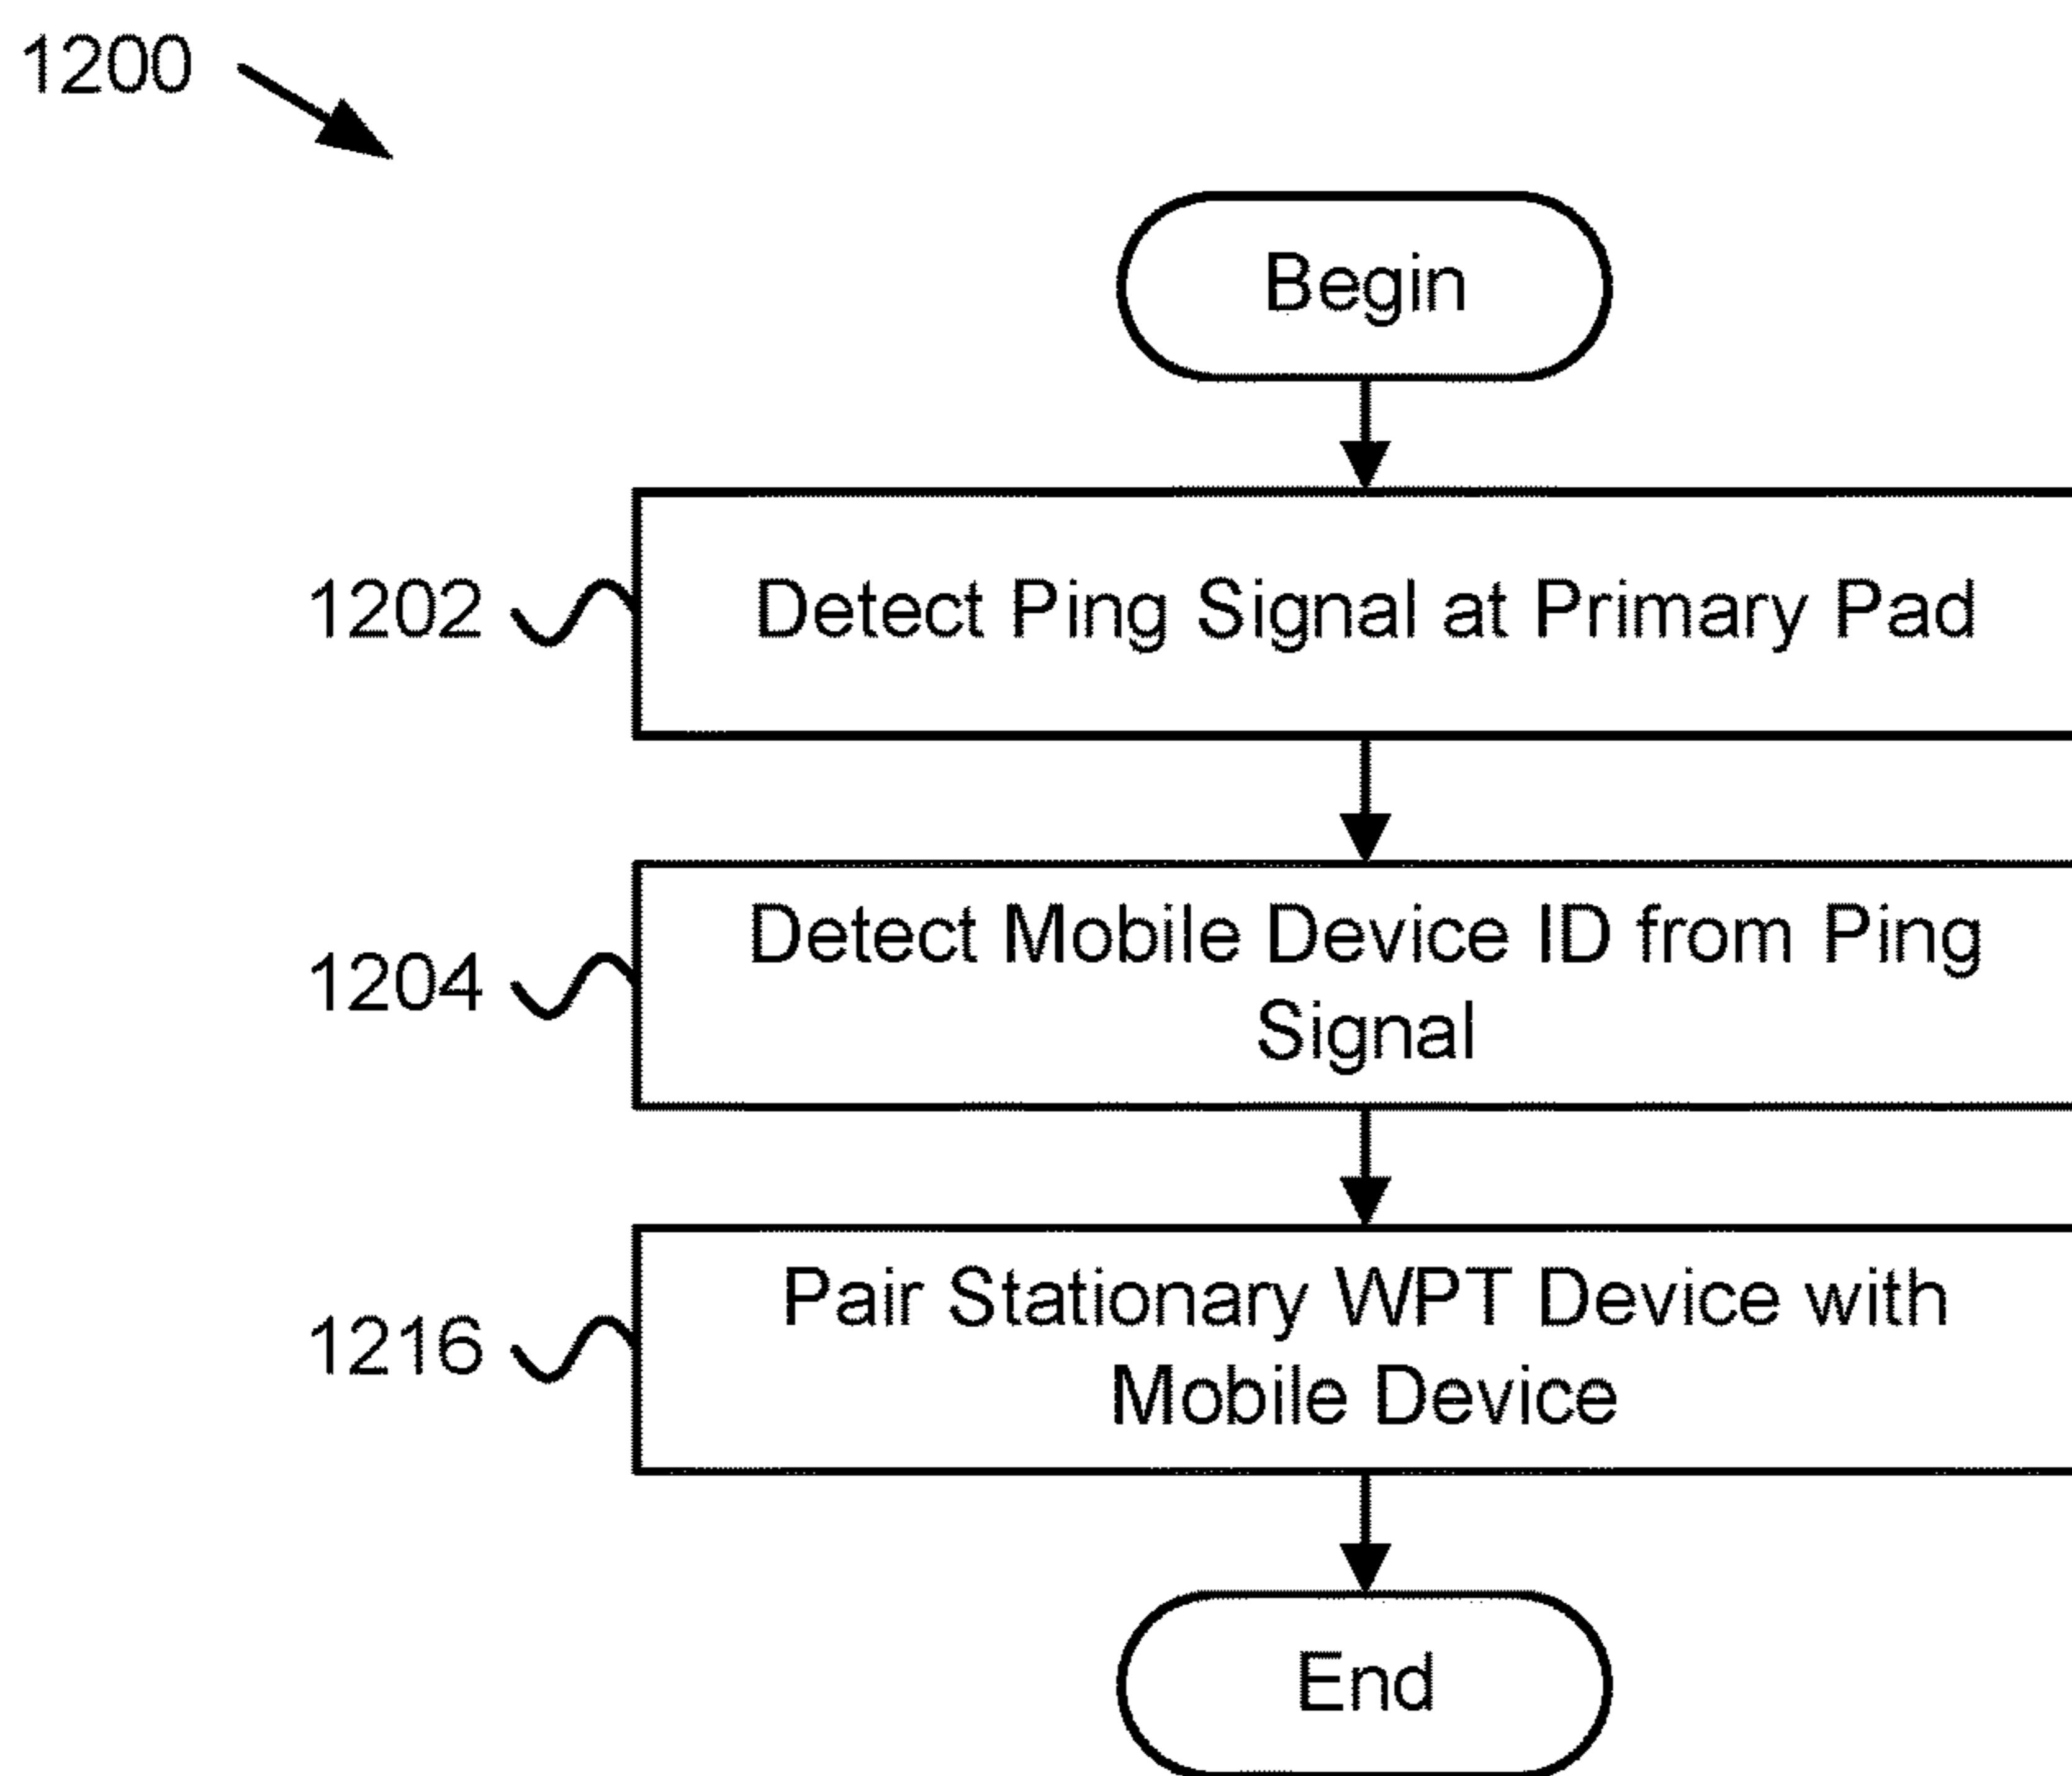 1200
Begin
1202
Detect Ping Signal at Primary Pad
1204
Detect Mobile Device ID from Ping
Signal
1216
Pair Stationary WPT Device with
Mobile Device
End